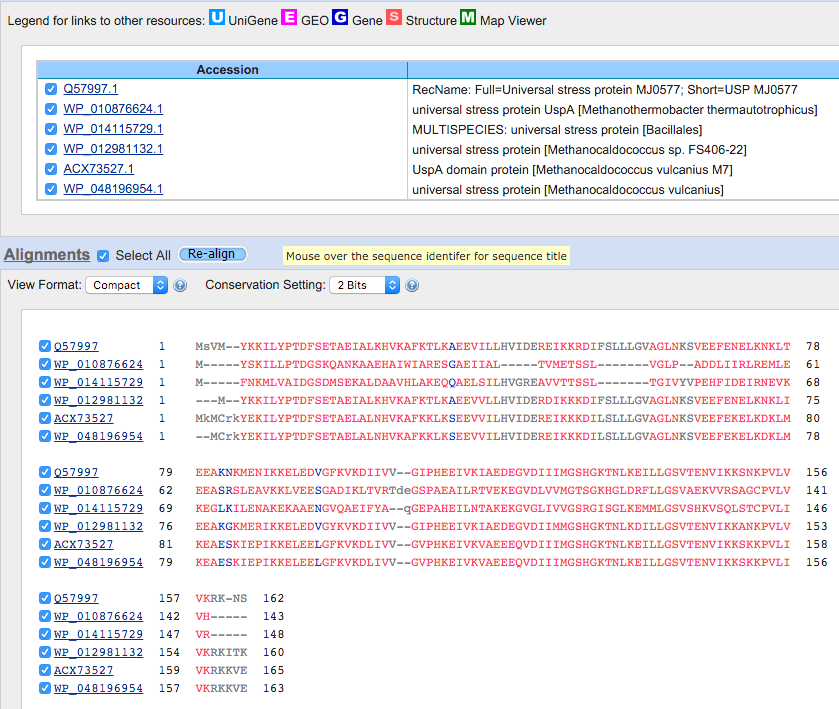 Legend for links to other resources: U UniGene E GEO G Gene S Structure M Map Viewer
Accession
Q57997.1 RecName: Full=Universal stress protein MJ0577; Short=USP MJ0577
WP_010876624.1 universal stress protein UspA [Methanothermobacter thermautotrophicus]
WP_014115729.1 MULTISPECIES: universal stress protein [Bacillales]
WP_012981132.1 universal stress protein [Methanocaldococcus sp. FS406-22]
ACX73527.1 UspA domain protein [Methanocaldococcus vulcanius M7]
WP_048196954.1 universal stress protein [Methanocaldococcus vulcanius]
Alignments Select All Re-align Mouse over the sequence identifer for sequence title
View Format: Compact ? Conservation Setting: 2 Bits ?
Q57997 1 MsVM--YKKILYPTDFSETAEIALKHVKAFKTLKAEEVILLHVIDEREIKKRDIFSLLLGVAGLNKSVEEFENELKNKLT 78
WP_010876624 1 M-----YSKILLPTDGSKQANKAAEHAIWIARESGAEIIAL-----TVMETSSL-------VGLP--ADDLIIRLREMLE 61
WP_014115729 1 M-----FNKMLVAIDGSDMSEKALDAAVHLAKEQQAELSILHVGREAVVTTSSL-------TGIVYVPEHFIDEIRNEVK 68
WP_012981132 1 ---M--YKKILYPTDFSETAEIALKHVKAFKKLKAEEVILLHVIDEREIKKKDIFSLLLGVAGLNKSVEEFENELKNKLI 75
ACX73527 1 MkMCrkYEKILYPTDFSETAELALNHVKAFKKLKSEEVVILHVIDEREIKKKDILSLLLGVAGLNKSVEEFEKELKDKLM 80
WP_048196954 1 --MCrkYEKILYPTDFSETAELALNHVKAFKKLKSEEVVILHVIDEREIKKKDILSLLLGVAGLNKSVEEFEKELKDKLM 78
Q57997 79 EEAKNKMENIKKELEDVGFKVKDIIVV--GIPHEEIVKIAEDEGVDIIIMGSHGKTNLKEILLGSVTENVIKKSNKPVLV 156
WP_010876624 62 EEASRSLEAVKKLVEESGADIKLTVRTdeGSPAEAILRTVEKEGVDLVVMGTSGKHGLDRFLLGSVAEKVVRSAGCPVLV 141
WP_014115729 69 KEGLKILENAKEKAAENGVQAEIFYA--qGEPAHEILNTAKEKGVGLIVVGSRGISGLKEMMLGSVSHKVSQLSTCPVLI 146
WP_012981132 76 EEAKGKMERIKKELEDVGYKVKDIIVV--GIPHEEIVKIAEDEGVDIIIMGSHGKTNLKDILLGSVTENVIKKANKPVLV 153
ACX73527 81 KEAESKIEPIKKELEELGFKVKDLIVV--GVPHKEIVKVAEEEQVDIIIMGSHGKTNLKEILLGSVTENVIKKSKKPVLI 158
WP_048196954 79 KEAESKIEPIKKELEELGFKVKDLIVV--GVPHKEIVKVAEEEQVDIIIMGSHGKTNLKEILLGSVTENVIKKSKKPVLI 156
Q57997 157 VKRK-NS 162
WP_010876624 142 VH----- 143
WP_014115729 147 VR----- 148
WP_012981132 154 VKRKITK 160
ACX73527 159 VKRKKVE 165
WP_048196954 157 VKRKKVE 163